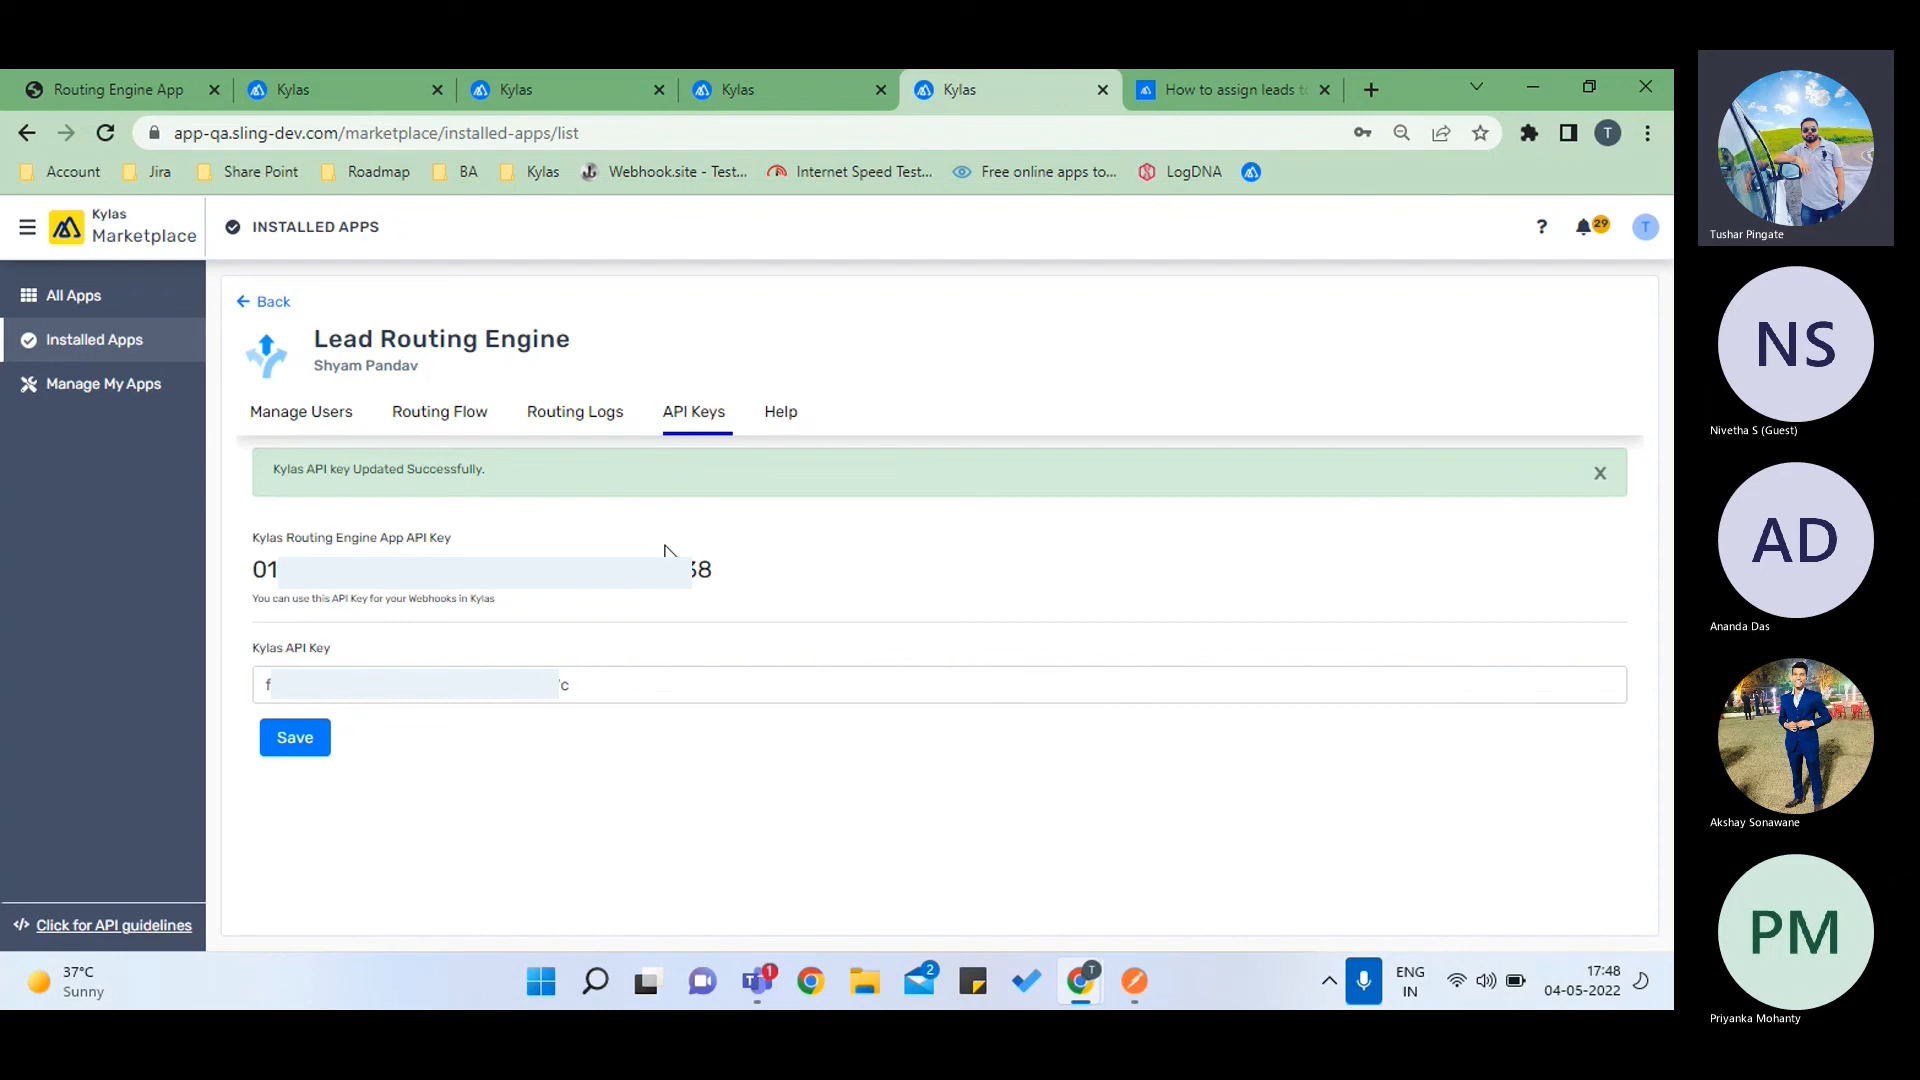 Routing Engine App
Kylas
Kylas
Kylas
Kylas
How to assign leads to
app-qa.sling-dev.com/marketplace/installed-apps/list
T
Account
Jira
Share Point
Roadmap
BA
Kylas
Webhook.site - Test...
Internet Speed Test...
Free online apps to...
LogDNA
Kylas
Marketplace
INSTALLED APPS
?
29
T
All Apps
Installed Apps
Manage My Apps
Click for API guidelines
Back
Lead Routing Engine
Shyam Pandav
Manage Users
Routing Flow
Routing Logs
API Keys
Help
Kylas API key Updated Successfully.
X
Kylas Routing Engine App API Key
01 38
You can use this API Key for your Webhooks in Kylas
Kylas API Key
f c
Save
37°C
Sunny
1
2
T
ENG
IN
17:48
04-05-2022
Tushar Pingate
NS
Nivetha S (Guest)
AD
Ananda Das
Akshay Sonawane
PM
Priyanka Mohanty